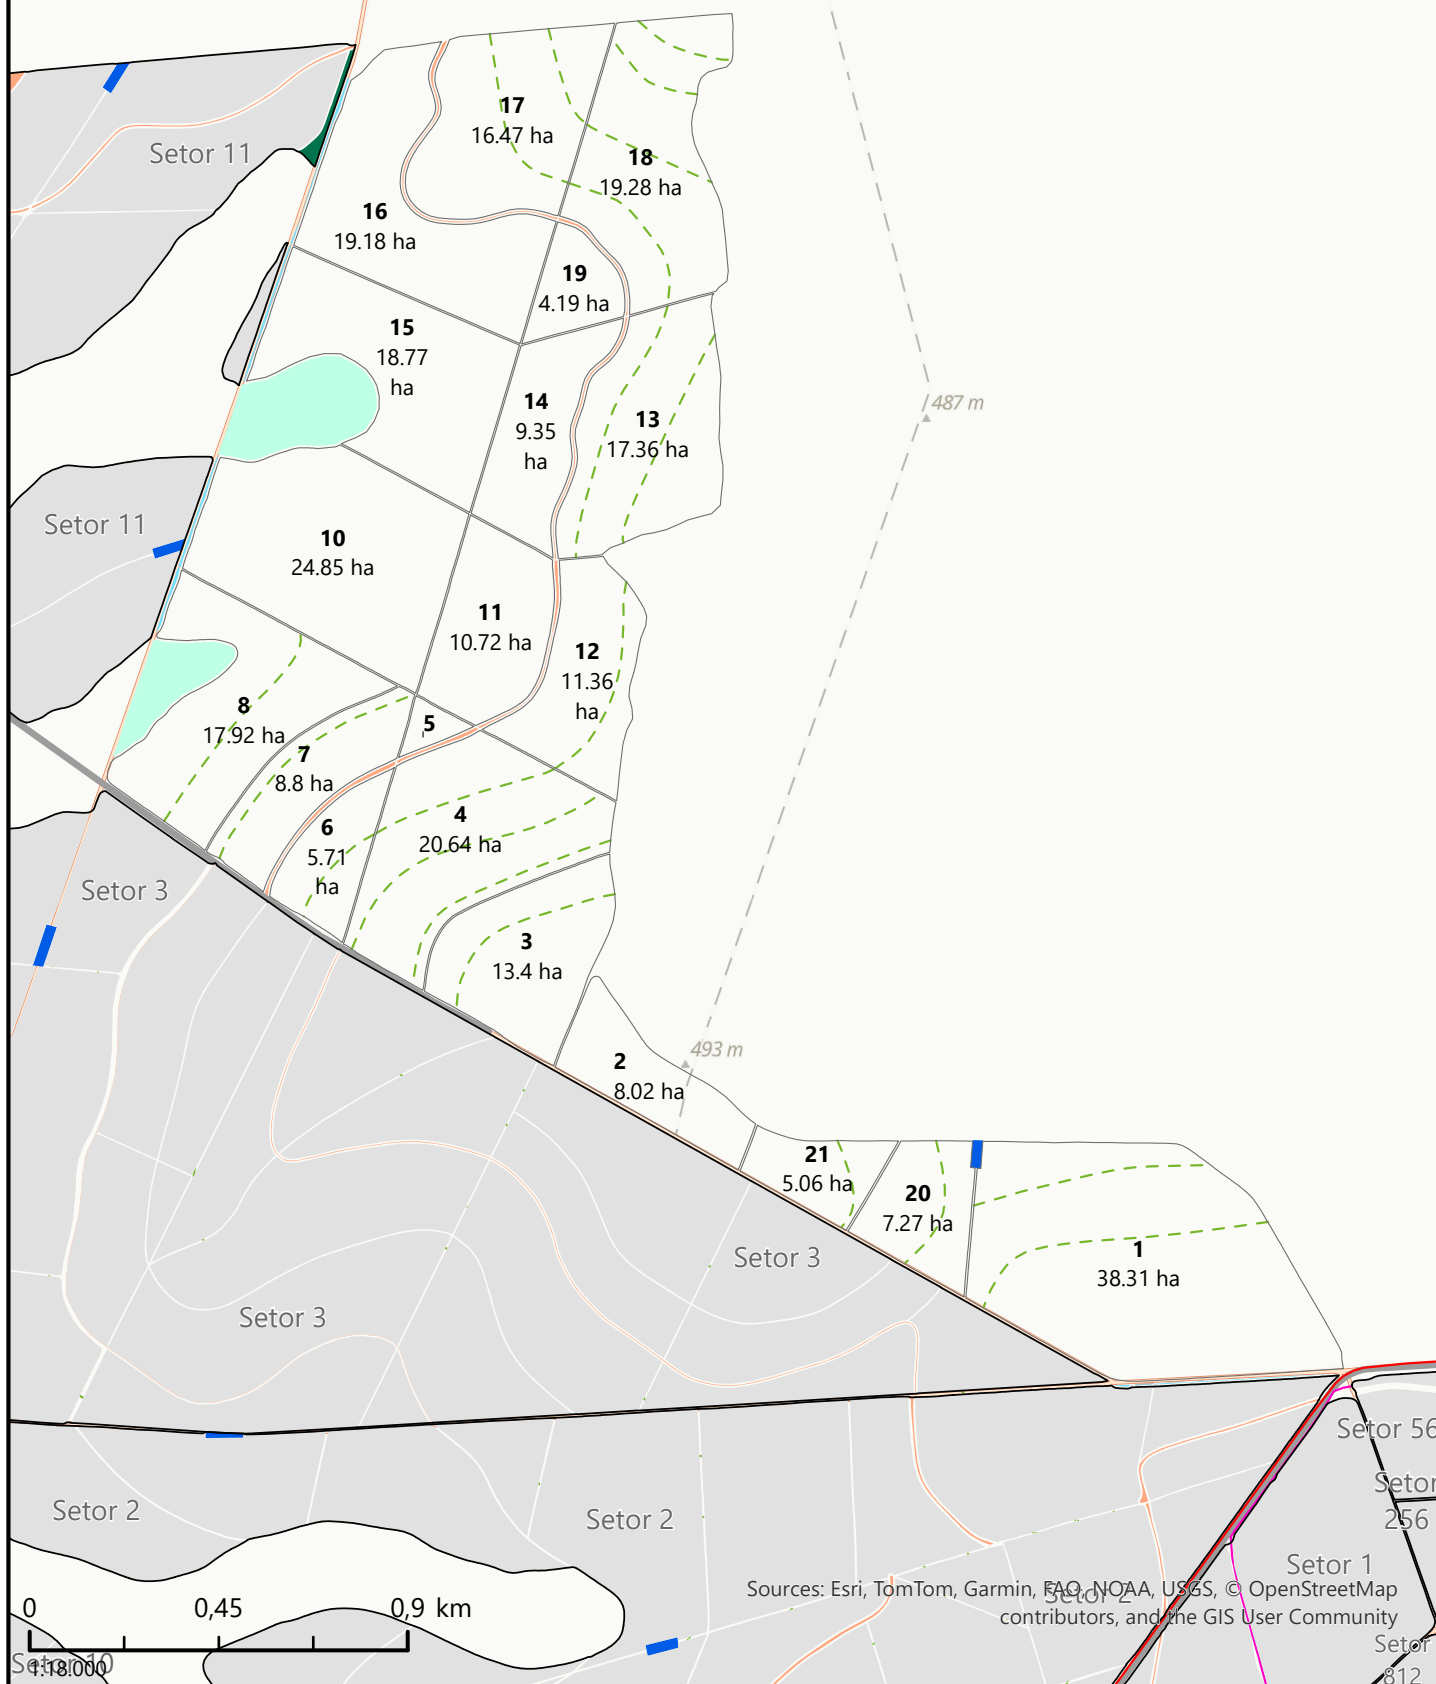 17
16.47 ha
Setor 11
18
19.28 ha
16
19.18 ha
19
4.19 ha
15
18.77
ha
14
9.35
ha
487 m
13
17.36 ha
Setor 11
10
24.85 ha
11
10.72 ha
12
11.36
ha
8
17.92 ha
5
7
8.8 ha
4
20.64 ha
6
5.71
ha
Setor 3
3
13.4 ha
2
8.02 ha
493 m
21
5.06 ha
20
7.27 ha
1
38.31 ha
Setor 3
Setor 3
Setor 56
Setor
256
Setor 2
Setor 2
Setor 1
Setor 2
Sources: Esri, TomTom, Garmin, FAO, NOAA, USGS, © OpenStreetMap
contributors, and the GIS User Community
0 0,45 0,9 km
Setor 10
1:18.000
Setor
812